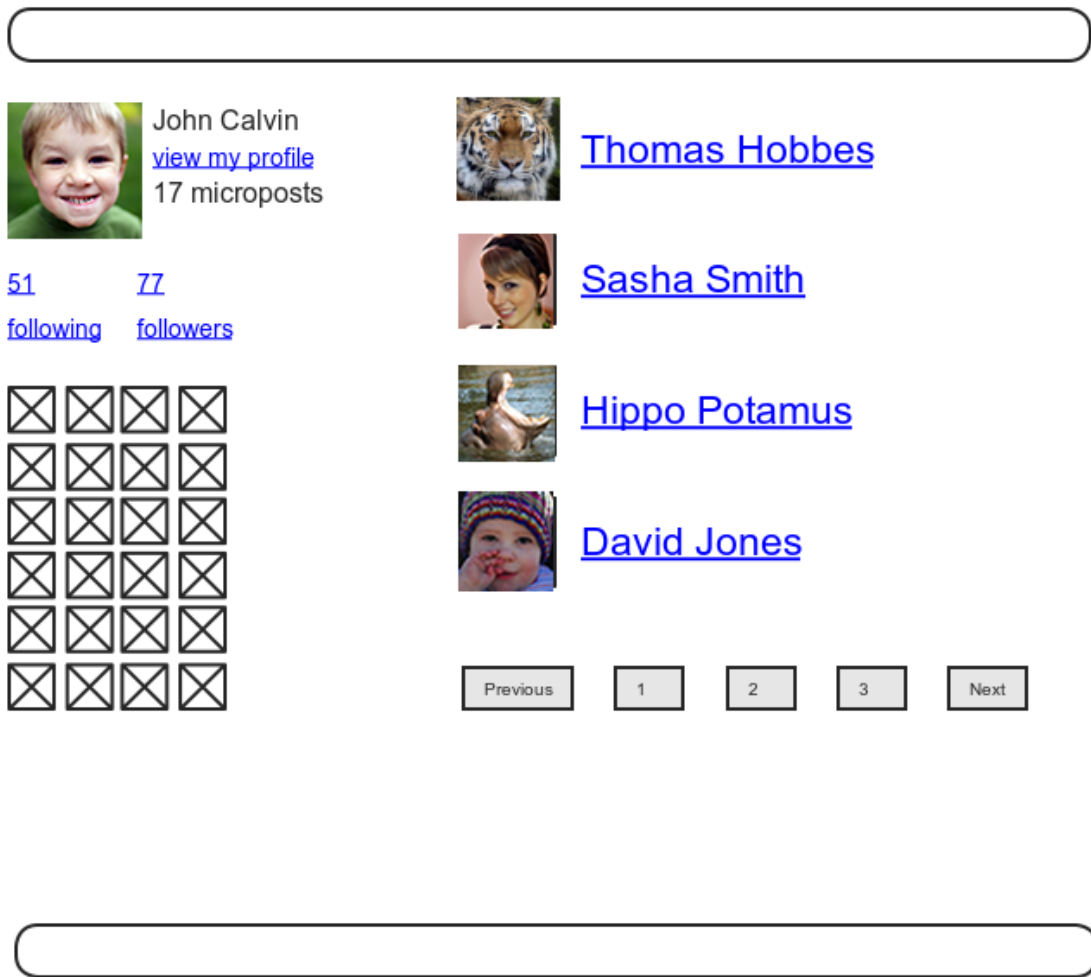 John Calvin
view my profile
17 microposts
51 77
following followers
Thomas Hobbes
Sasha Smith
Hippo Potamus
David Jones
Previous 1 2 3 Next